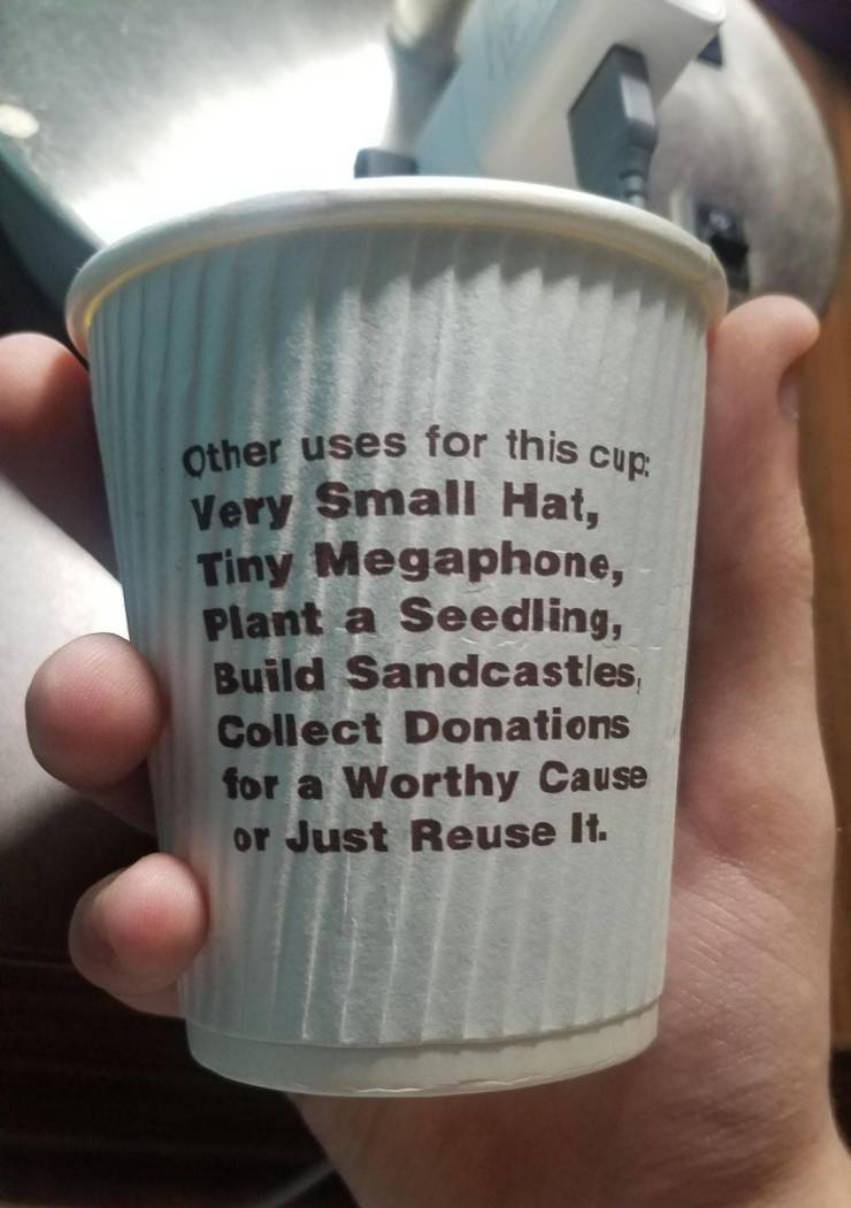 Other uses for this cup:
Very Small Hat,
Tiny Megaphone,
Plant a Seedling,
Build Sandcastles,
Collect Donations
for a Worthy Cause
or Just Reuse It.